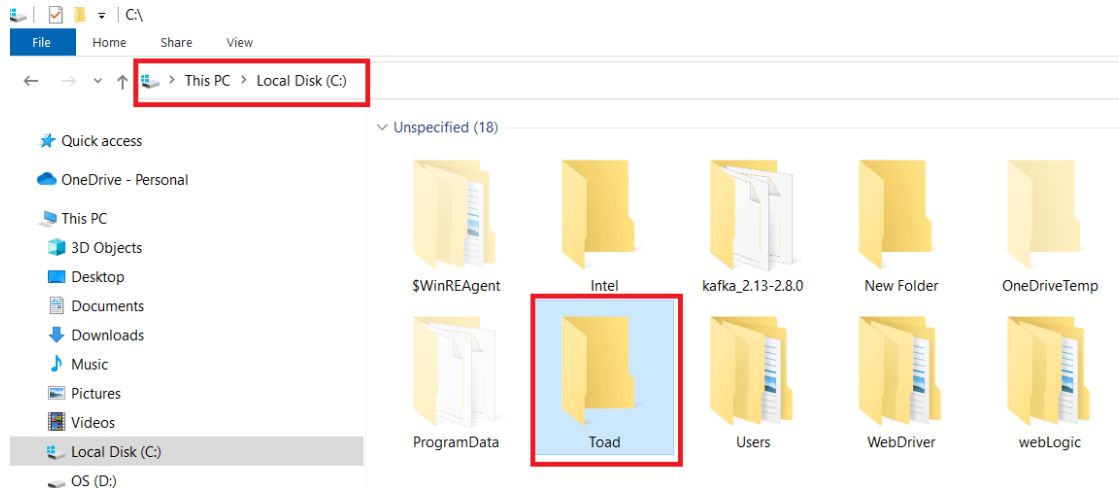 C:\
File Home Share View
This PC > Local Disk (C:)
Quick access
OneDrive - Personal
This PC
3D Objects
Desktop
Documents
Downloads
Music
Pictures
Videos
Local Disk (C:)
OS (D:)
Unspecified (18)
$WinREAgent Intel kafka_2.13-2.8.0 New Folder OneDriveTemp
ProgramData Toad Users WebDriver webLogic